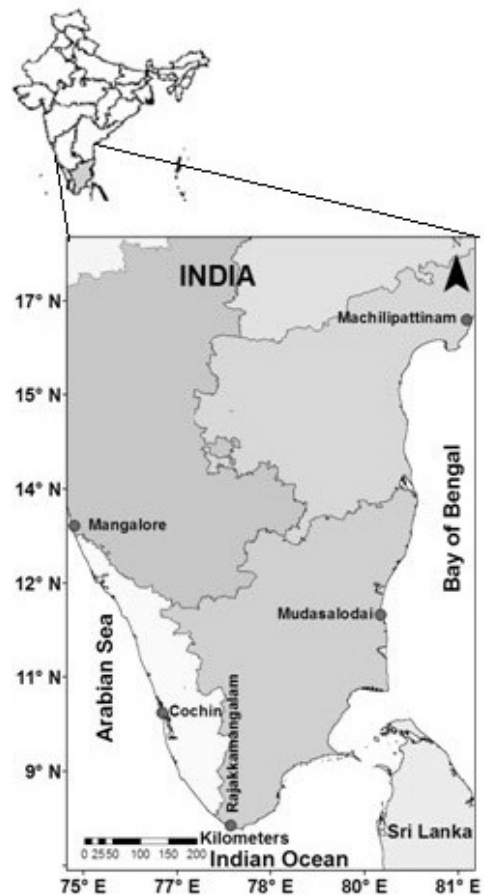 INDIA
17° N
Machilipattinam
15° N
Bay of Bengal
14° N
Mangalore
12° N
Mudasalodai
11° N
Arabian Sea
Cochin
Rajakkamangalam
9° N
Kilometers
0 25 50 100 150 200
Sri Lanka
Indian Ocean
75° E
77° E
78° E
80° E
81° E